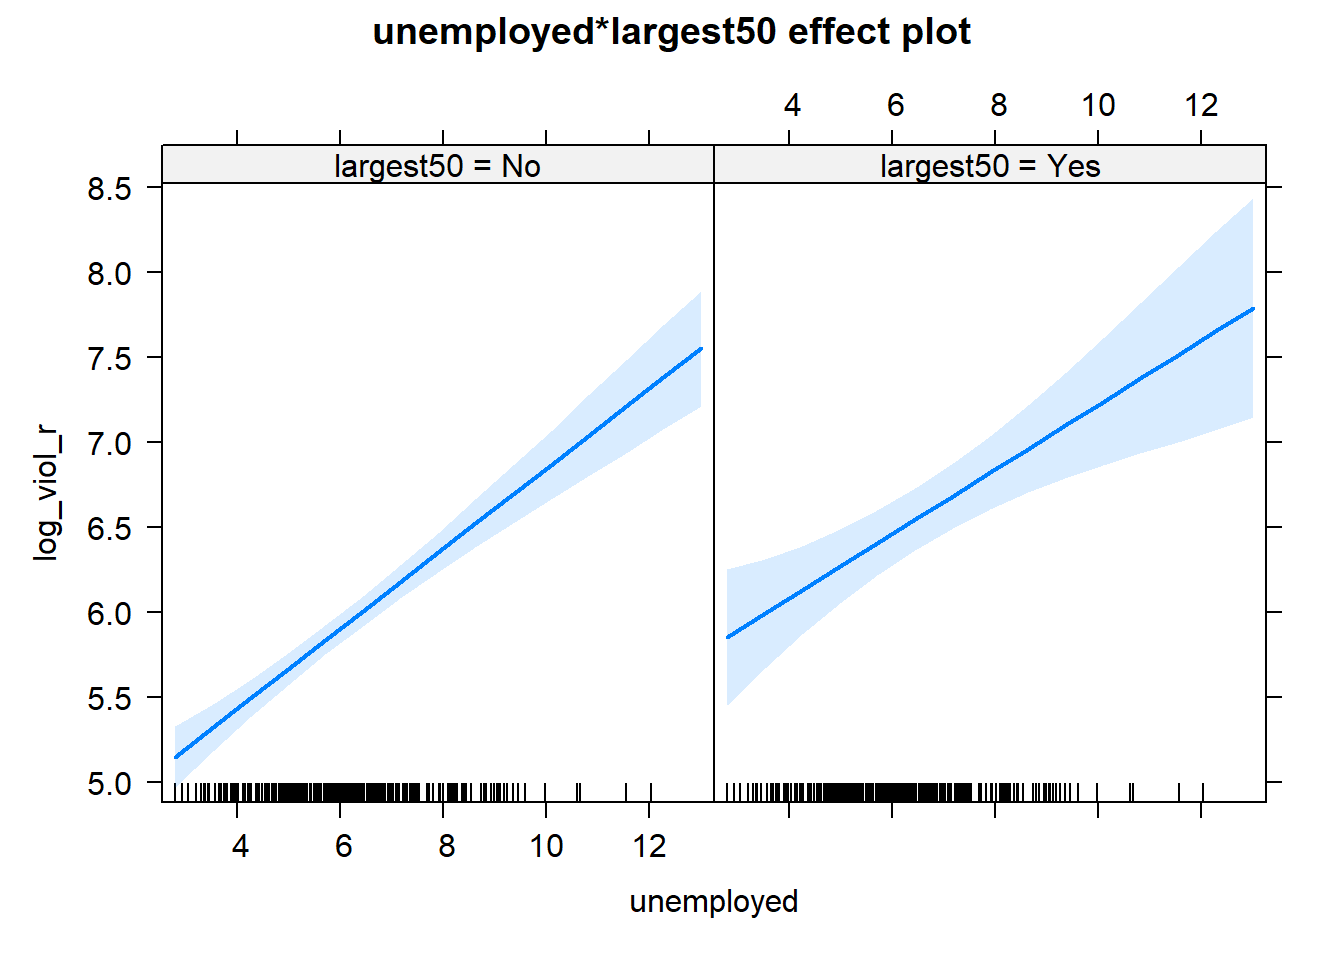 unemployed*largest50 effect plot
4 6 8 10 12
largest50 = No largest50 = Yes
8.5
8.0
7.5
7.0
6.5
6.0
5.5
5.0
log_viol_r
4 6 8 10 12
unemployed